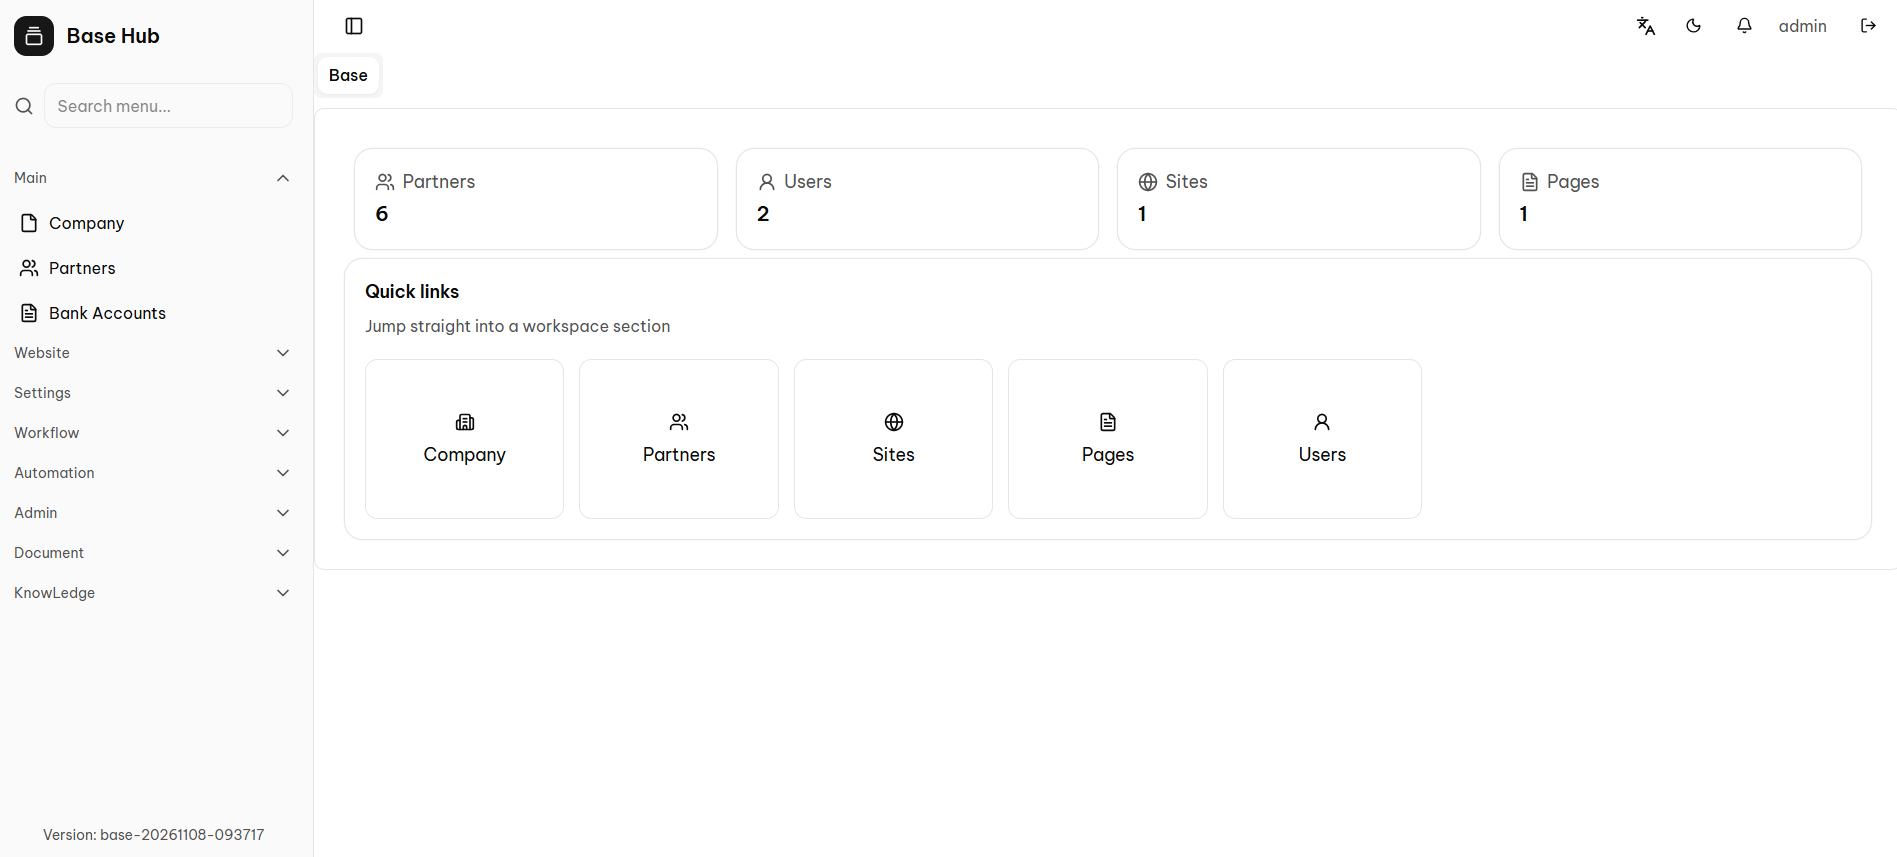 Base Hub
Search menu...
Main
Company
Partners
Bank Accounts
Website
Settings
Workflow
Automation
Admin
Document
KnowLedge
Version: base-20261108-093717
admin
Base
Partners
6
Users
2
Sites
1
Pages
1
Quick links
Jump straight into a workspace section
Company
Partners
Sites
Pages
Users